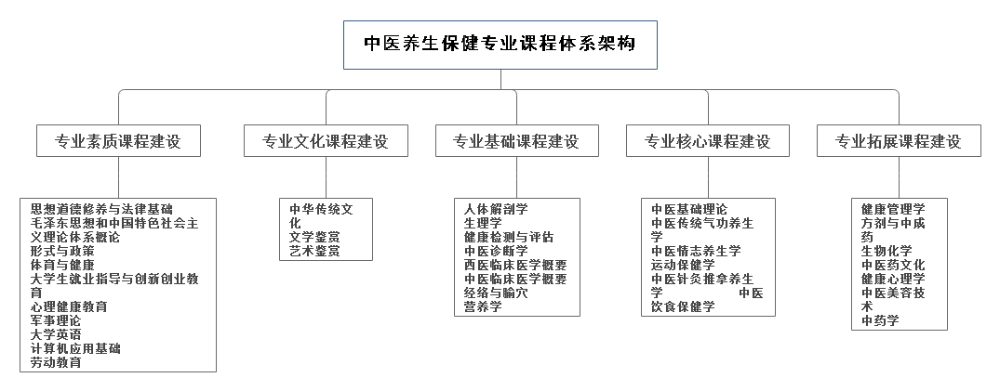 中医养生保健专业课程体系架构
专业素质课程建设
专业文化课程建设
专业基础课程建设
专业核心课程建设
专业拓展课程建设
思想道德修养与法律基础
毛泽东思想和中国特色社会主
义理论体系概论
形式与政策
体育与健康
大学生就业指导与创新创业教
育
心理健康教育
军事理论
大学英语
计算机应用基础
劳动教育
中华传统文
化
文学鉴赏
艺术鉴赏
人体解剖学
生理学
健康检测与评估
中医诊断学
西医临床医学概要
中医临床医学概要
经络与腧穴
营养学
中医基础理论
中医传统气功养生
学
中医情志养生学
运动保健学
中医针灸推拿养生
学 中医
饮食保健学
健康管理学
方剂与中成
药
生物化学
中医药文化
健康心理学
中医美容技
术
中药学